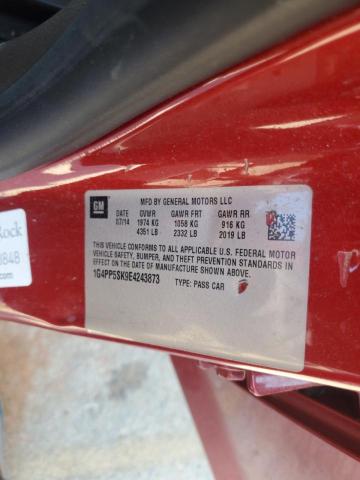 GM
MFD BY GENERAL MOTORS LLC
DATE GVWR GAWR FRT GAWR RR
07/14 1974 KG 1058 KG 916 KG
4351 LB 2332 LB 2019 LB
THIS VEHICLE CONFORMS TO ALL APPLICABLE U.S. FEDERAL MOTOR
VEHICLE SAFETY, BUMPER, AND THEFT PREVENTION STANDARDS IN
EFFECT ON THE DATE OF MANUFACTURE SHOWN ABOVE.
1G4PP5SK9E4243873 TYPE: PASS CAR
Rock